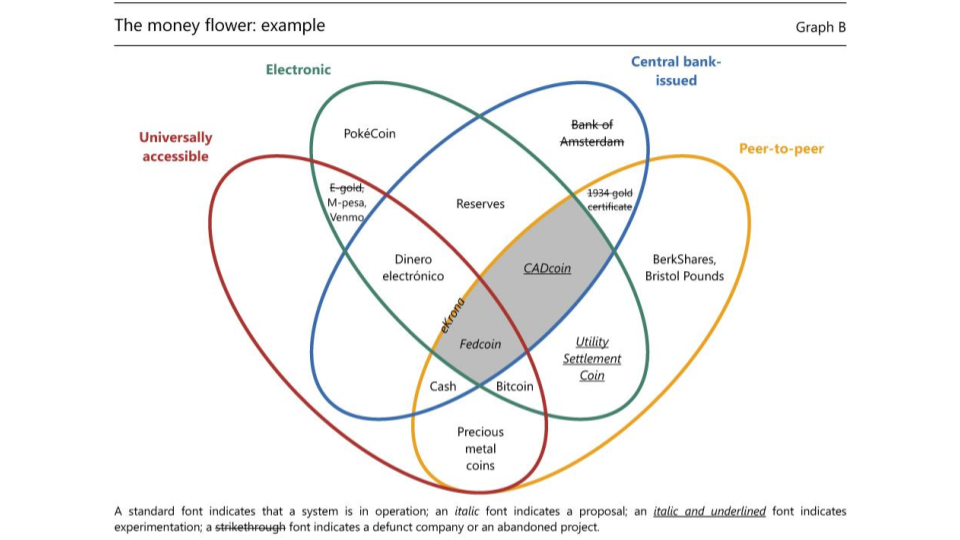 The money flower: example
Graph B
Electronic
Central bank-
issued
Universally
accessible
Peer-to-peer
PokéCoin
Bank of
Amsterdam
E-gold,
M-pesa,
Venmo
Reserves
1934 gold
certificate
Dinero
electrónico
CADcoin
BerkShares,
Bristol Pounds
eKrona
Fedcoin
Utility
Settlement
Coin
Cash
Bitcoin
Precious
metal
coins
A standard font indicates that a system is in operation; an italic font indicates a proposal; an italic and underlined font indicates
experimentation; a strikethrough font indicates a defunct company or an abandoned project.